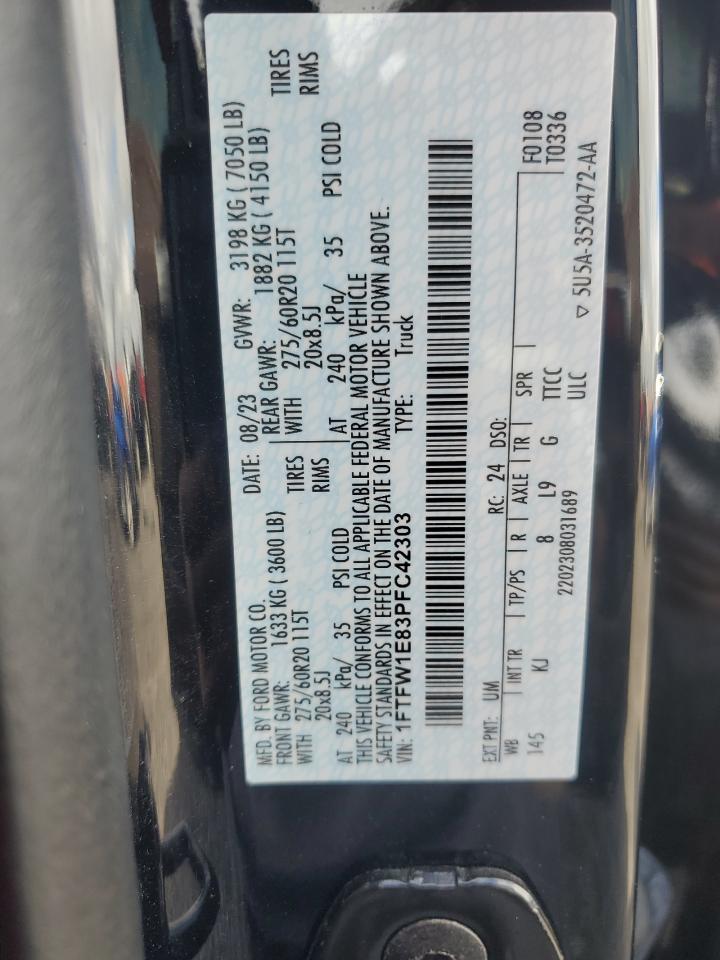 MFD. BY FORD MOTOR CO.
DATE: 08/23 GVWR: 3198 KG ( 7050 LB)
FRONT GAWR: 1633 KG ( 3600 LB) REAR GAWR: 1882 KG ( 4150 LB)
WITH 275/60R20 115T TIRES WITH 275/60R20 115T TIRES
20x8.5J RIMS 20x8.5J RIMS
AT 240 kPa/ 35 PSI COLD AT 240 kPa/ 35 PSI COLD
THIS VEHICLE CONFORMS TO ALL APPLICABLE FEDERAL MOTOR VEHICLE
SAFETY STANDARDS IN EFFECT ON THE DATE OF MANUFACTURE SHOWN ABOVE.
VIN: 1FTFW1E83PFC42303 TYPE: Truck
EXT PNT: UM RC: 24 DSO: F0108
WB INT TR TP/PS R AXLE TR SPR T0336
145 KJ 8 L9 G TTCC
ULC
2202308031689 ▽ 5U5A-3520472-AA